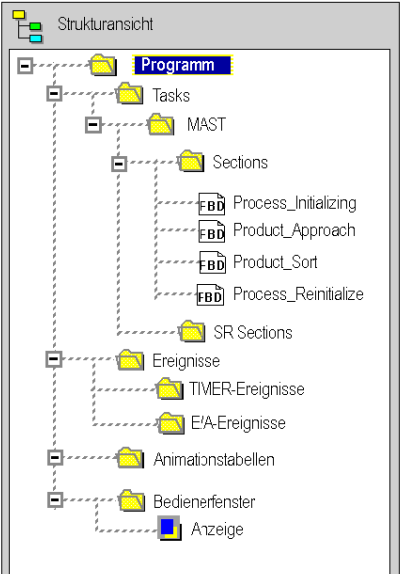 Strukturansicht
Programm
Tasks
MAST
Sections
FBD Process_Initializing
FBD Product_Approach
FBD Product_Sort
FBD Process_Reinitialize
SR Sections
Ereignisse
TIMER-Ereignisse
E/A-Ereignisse
Animationstabellen
Bedienerfenster
Anzeige